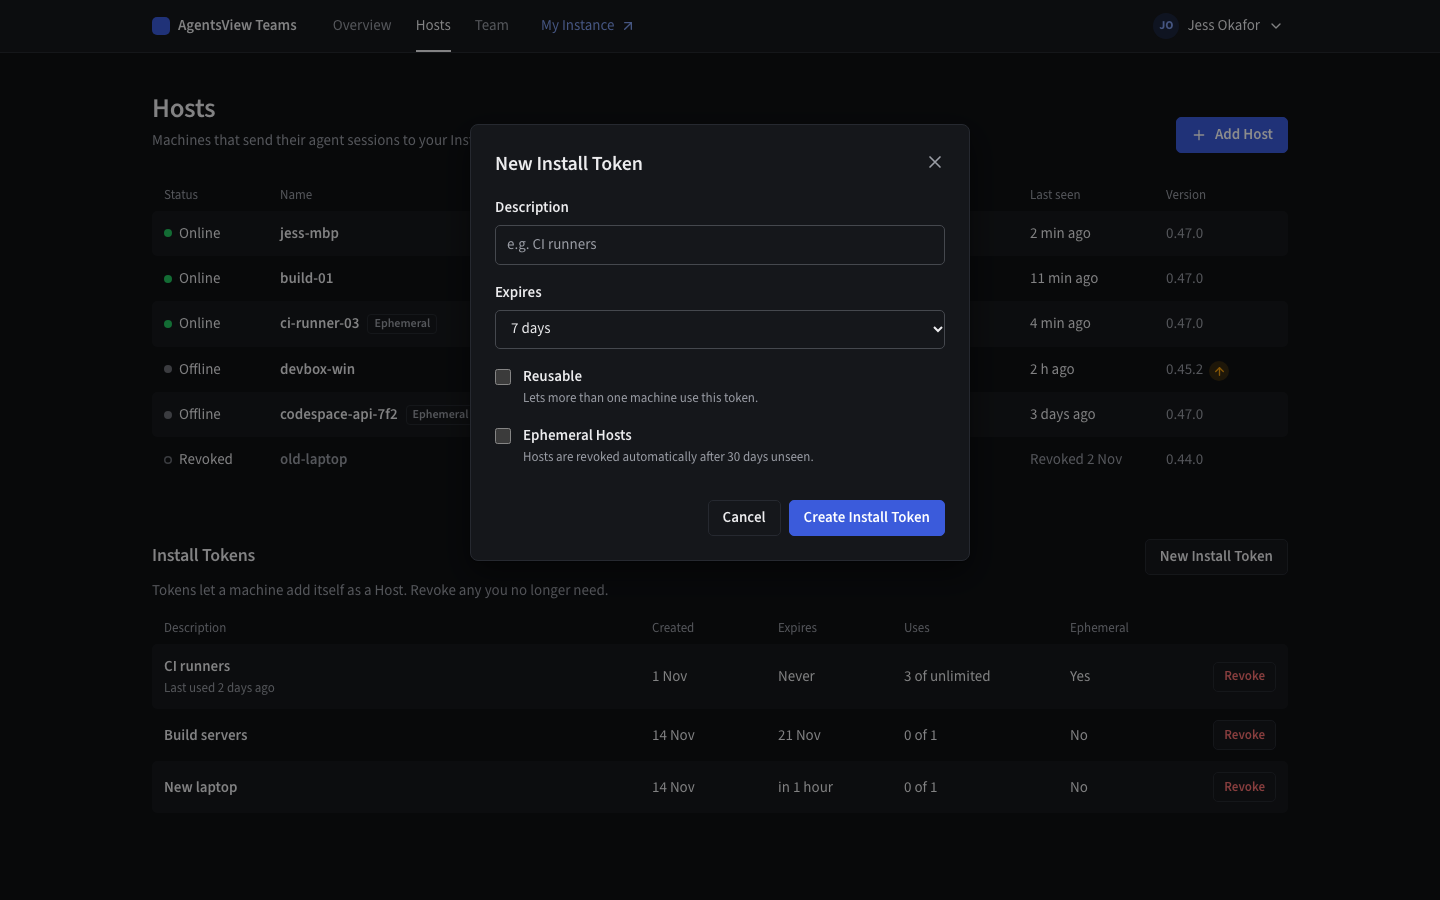 AgentsView Teams Overview Hosts Team My Instance JO Jess Okafor
Hosts
Machines that send their agent sessions to your Ins
Add Host
New Install Token
Description
e.g. CI runners
Expires
7 days
Reusable
Lets more than one machine use this token.
Ephemeral Hosts
Hosts are revoked automatically after 30 days unseen.
Cancel Create Install Token
Status Name Last seen Version
Online jess-mbp 2 min ago 0.47.0
Online build-01 11 min ago 0.47.0
Online ci-runner-03 Ephemeral 4 min ago 0.47.0
Offline devbox-win 2 h ago 0.45.2
Offline codespace-api-7f2 Ephemeral 3 days ago 0.47.0
Revoked old-laptop Revoked 2 Nov 0.44.0
Install Tokens
New Install Token
Tokens let a machine add itself as a Host. Revoke any you no longer need.
Description Created Expires Uses Ephemeral
CI runners
Last used 2 days ago
1 Nov Never 3 of unlimited Yes Revoke
Build servers 14 Nov 21 Nov 0 of 1 No Revoke
New laptop 14 Nov in 1 hour 0 of 1 No Revoke